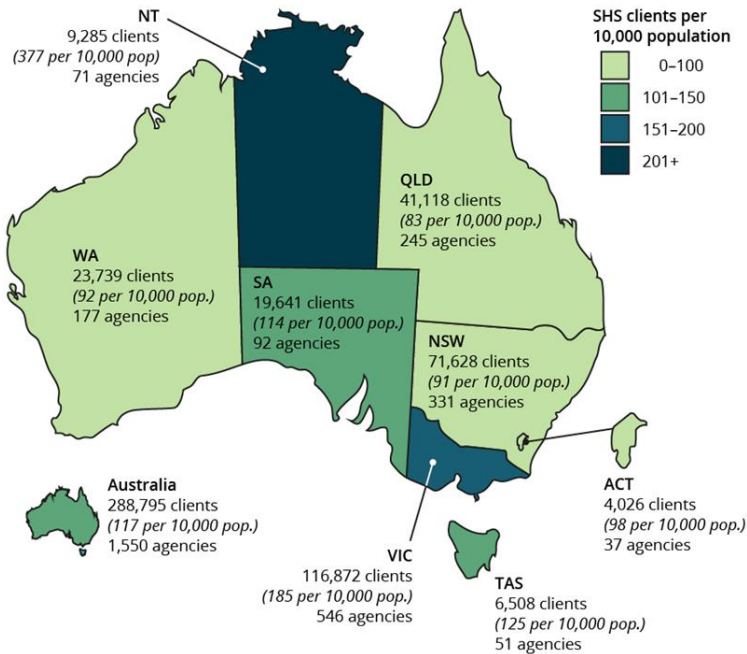 NT
9,285 clients
(377 per 10,000 pop)
71 agencies
SHS clients per
10,000 population
0–100
101–150
151–200
201+
QLD
41,118 clients
(83 per 10,000 pop.)
245 agencies
WA
23,739 clients
(92 per 10,000 pop.)
177 agencies
SA
19,641 clients
(114 per 10,000 pop.)
92 agencies
NSW
71,628 clients
(91 per 10,000 pop.)
331 agencies
Australia
288,795 clients
(117 per 10,000 pop.)
1,550 agencies
ACT
4,026 clients
(98 per 10,000 pop.)
37 agencies
VIC
116,872 clients
(185 per 10,000 pop.)
546 agencies
TAS
6,508 clients
(125 per 10,000 pop.)
51 agencies